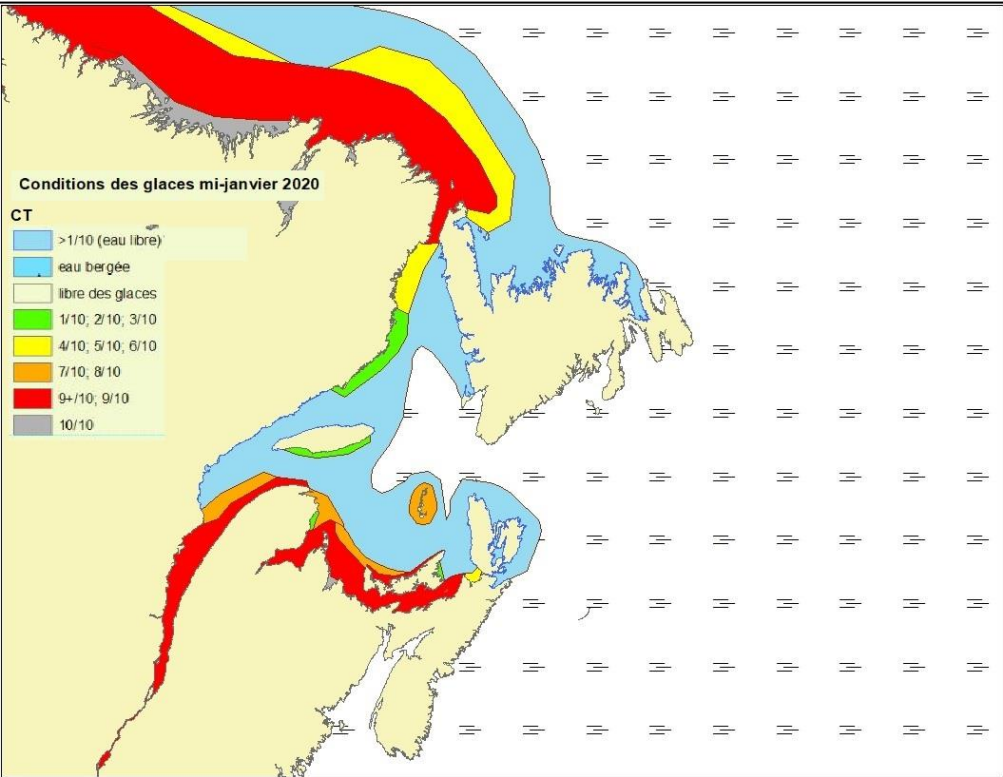 Conditions des glaces mi-janvier 2020
CT
>1/10 (eau libre)
eau bergée
libre des glaces
1/10; 2/10; 3/10
4/10; 5/10; 6/10
7/10; 8/10
9+/10; 9/10
10/10